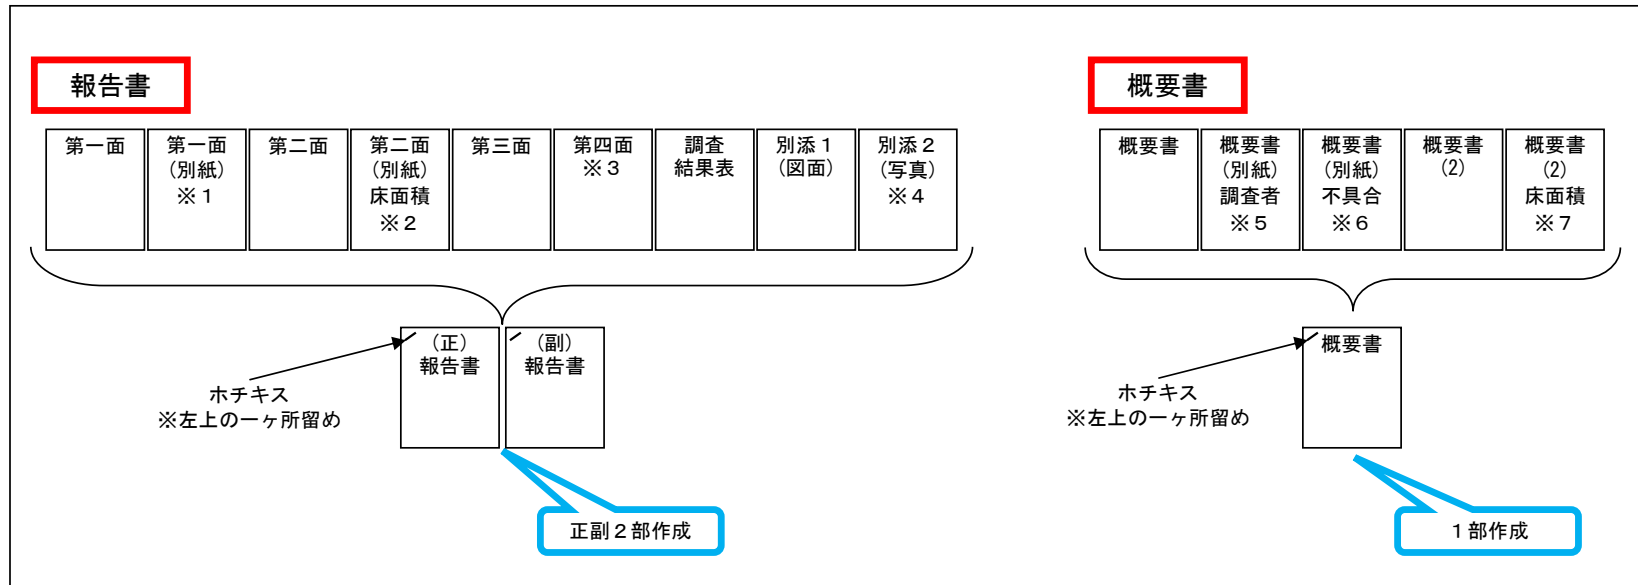 報告書
第一面
第一面
(別紙)
※１
第二面
第二面
(別紙)
床面積
※２
第三面
第四面
※３
調査
結果表
別添１
(図面)
別添２
(写真)
※４
(正)
報告書
(副)
報告書
ホチキス
※左上の一ヶ所留め
正副２部作成
概要書
概要書
概要書
(別紙)
調査者
※５
概要書
(別紙)
不具合
※６
概要書
(2)
概要書
(2)
床面積
※７
概要書
ホチキス
※左上の一ヶ所留め
１部作成